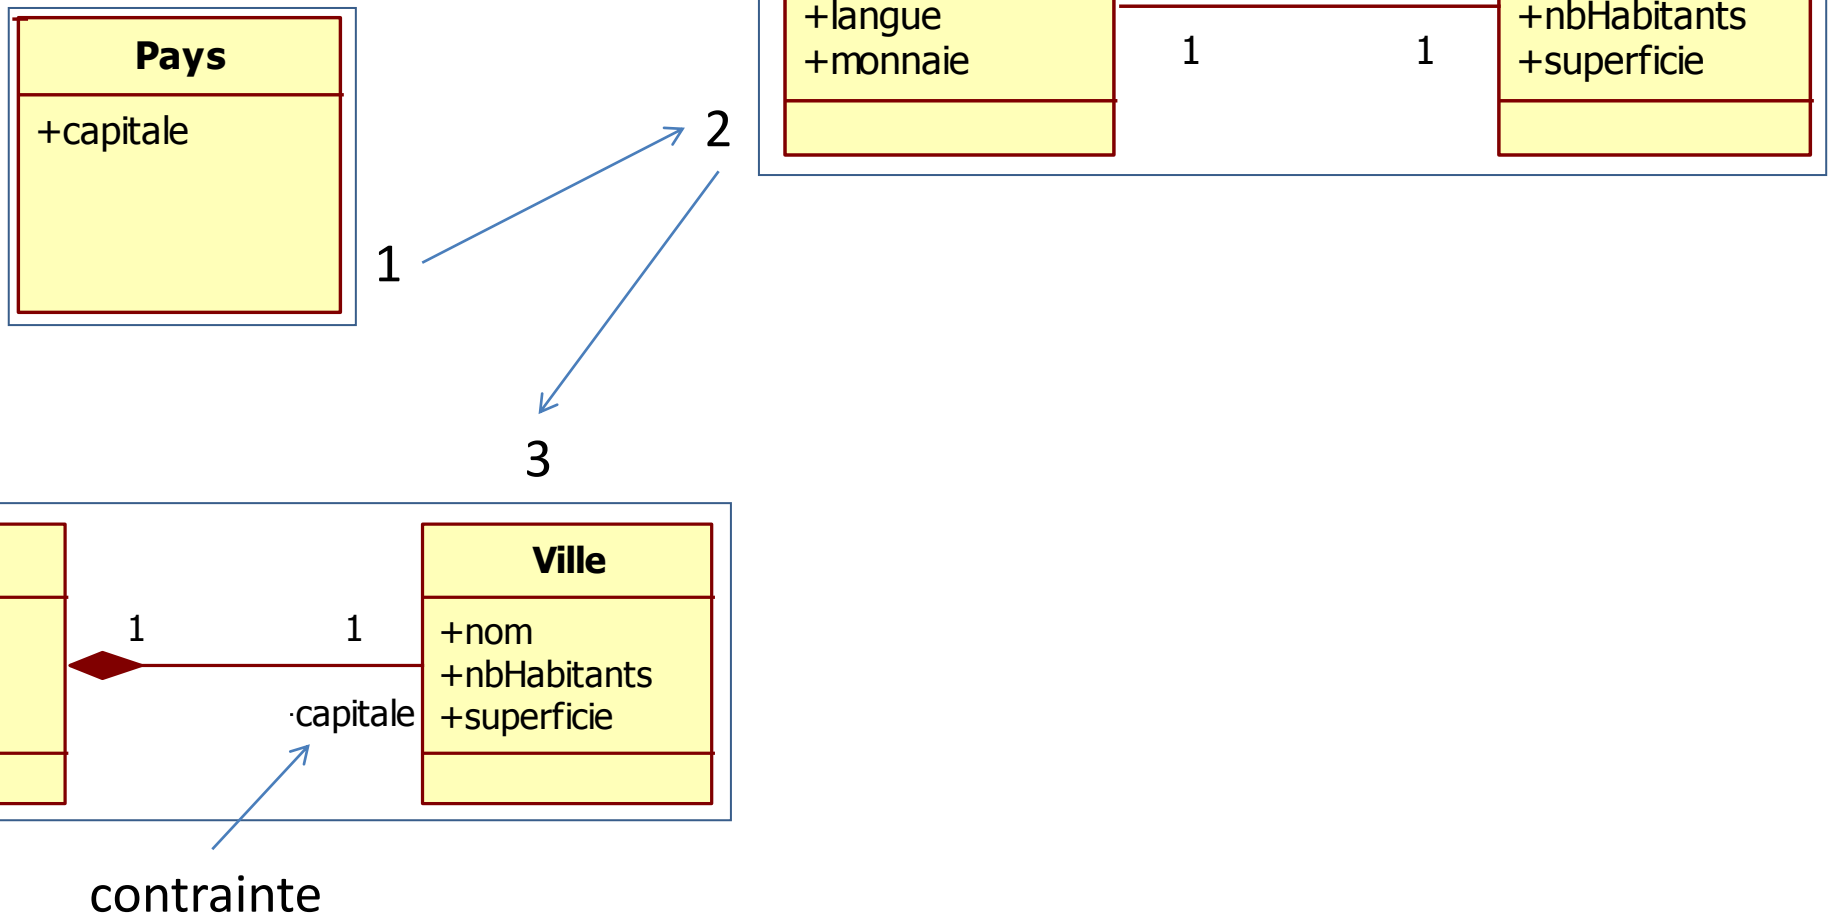 Pays
+capitale
+langue
+monnaie
1
1
+nbHabitants
+superficie
2
1
3
1
1
capitale
Ville
+nom
+nbHabitants
+superficie
contrainte